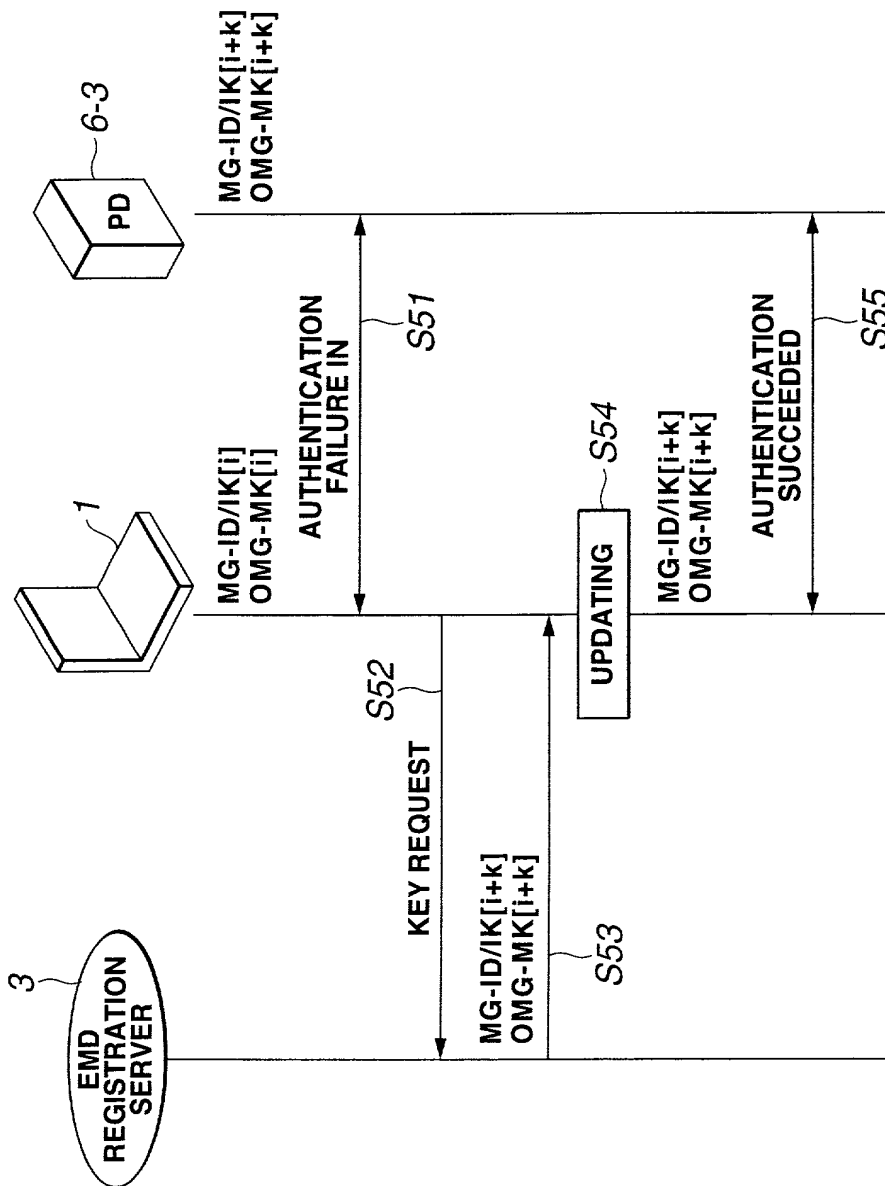 3
EMD
REGISTRATION
SERVER
1
6-3
PD
MG-ID/IK[i]
OMG-MK[i]
MG-ID/IK[i+k]
OMG-MK[i+k]
AUTHENTICATION
FAILURE IN
S51
KEY REQUEST
S52
MG-ID/IK[i+k]
OMG-MK[i+k]
S53
UPDATING
S54
MG-ID/IK[i+k]
OMG-MK[i+k]
AUTHENTICATION
SUCCEEDED
S55